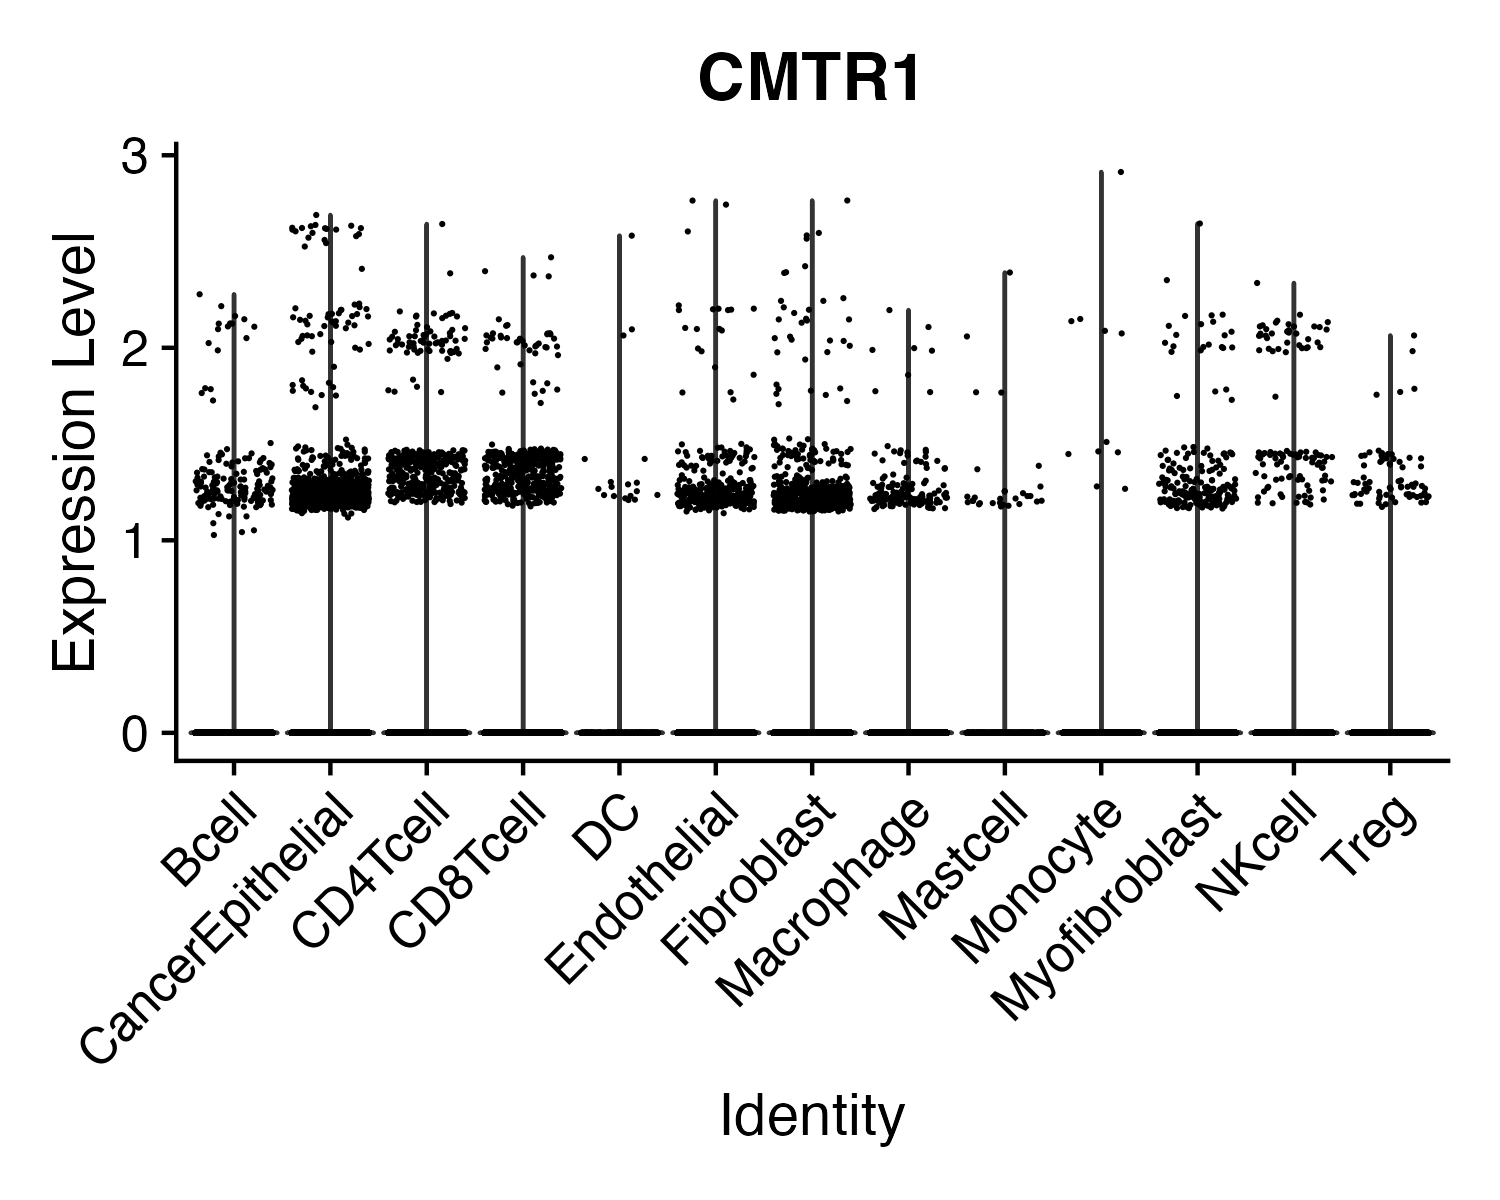 CMTR1
Expression Level
3
2
1
0
Bcell
CancerEpithelial
CD4Tcell
CD8Tcell
DC
Endothelial
Fibroblast
Macrophage
Mastcell
Monocyte
Myofibroblast
NKcell
Treg
Identity